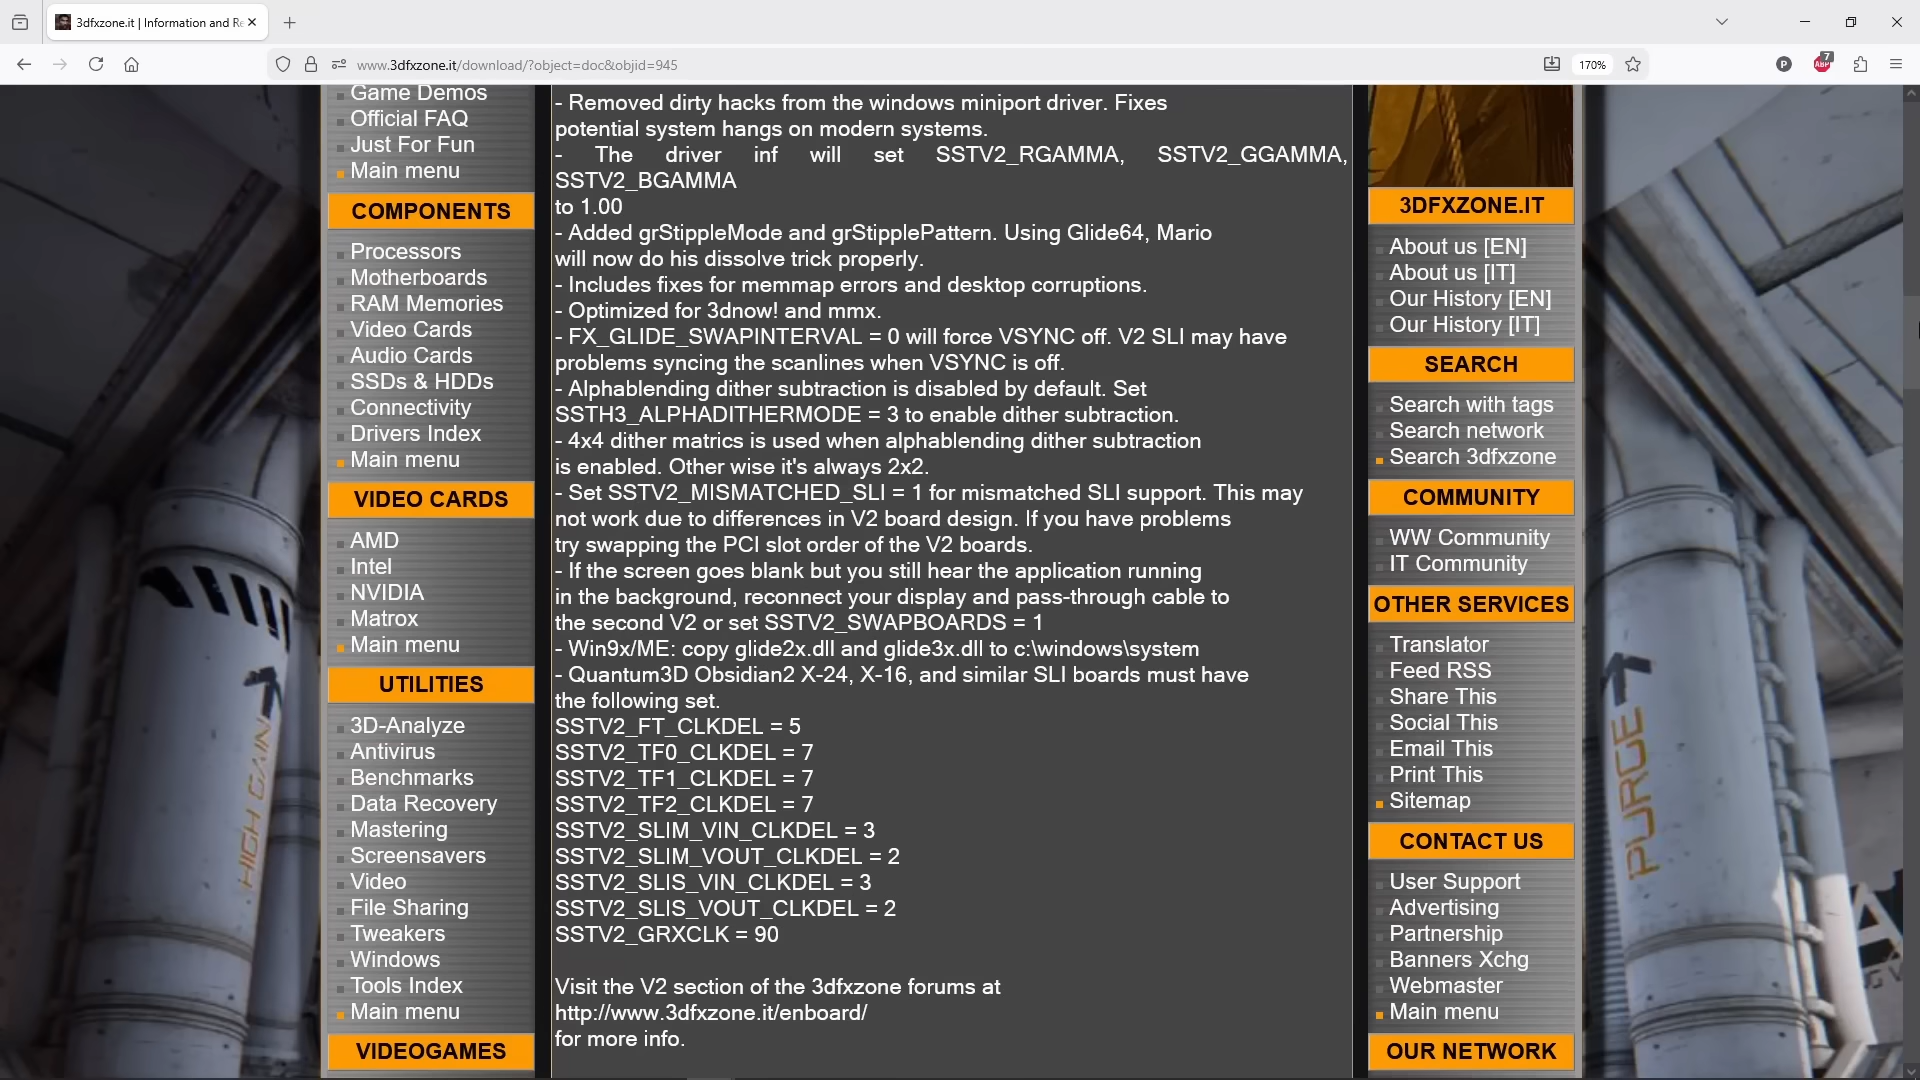 3dfxzone.it | Information and Re
www.3dfxzone.it/download/?object=doc&objid=945
170%
P
7
ABP
Game Demos
Official FAQ
Just For Fun
Main menu
COMPONENTS
Processors
Motherboards
RAM Memories
Video Cards
Audio Cards
SSDs & HDDs
Connectivity
Drivers Index
Main menu
VIDEO CARDS
AMD
Intel
NVIDIA
Matrox
Main menu
UTILITIES
3D-Analyze
Antivirus
Benchmarks
Data Recovery
Mastering
Screensavers
Video
File Sharing
Tweakers
Windows
Tools Index
Main menu
VIDEOGAMES
- Removed dirty hacks from the windows miniport driver. Fixes
potential system hangs on modern systems.
- The driver inf will set SSTV2_RGAMMA, SSTV2_GGAMMA,
SSTV2_BGAMMA
to 1.00
- Added grStippleMode and grStipplePattern. Using Glide64, Mario
will now do his dissolve trick properly.
- Includes fixes for memmap errors and desktop corruptions.
- Optimized for 3dnow! and mmx.
- FX_GLIDE_SWAPINTERVAL = 0 will force VSYNC off. V2 SLI may have
problems syncing the scanlines when VSYNC is off.
- Alphablending dither subtraction is disabled by default. Set
SSTH3_ALPHADITHERMODE = 3 to enable dither subtraction.
- 4x4 dither matrics is used when alphablending dither subtraction
is enabled. Other wise it's always 2x2.
- Set SSTV2_MISMATCHED_SLI = 1 for mismatched SLI support. This may
not work due to differences in V2 board design. If you have problems
try swapping the PCI slot order of the V2 boards.
- If the screen goes blank but you still hear the application running
in the background, reconnect your display and pass-through cable to
the second V2 or set SSTV2_SWAPBOARDS = 1
- Win9x/ME: copy glide2x.dll and glide3x.dll to c:\windows\system
- Quantum3D Obsidian2 X-24, X-16, and similar SLI boards must have
the following set.
SSTV2_FT_CLKDEL = 5
SSTV2_TF0_CLKDEL = 7
SSTV2_TF1_CLKDEL = 7
SSTV2_TF2_CLKDEL = 7
SSTV2_SLIM_VIN_CLKDEL = 3
SSTV2_SLIM_VOUT_CLKDEL = 2
SSTV2_SLIS_VIN_CLKDEL = 3
SSTV2_SLIS_VOUT_CLKDEL = 2
SSTV2_GRXCLK = 90
Visit the V2 section of the 3dfxzone forums at
http://www.3dfxzone.it/enboard/
for more info.
3DFXZONE.IT
About us [EN]
About us [IT]
Our History [EN]
Our History [IT]
SEARCH
Search with tags
Search network
Search 3dfxzone
COMMUNITY
WW Community
IT Community
OTHER SERVICES
Translator
Feed RSS
Share This
Social This
Email This
Print This
Sitemap
CONTACT US
User Support
Advertising
Partnership
Banners Xchg
Webmaster
Main menu
OUR NETWORK
HIGH GAIN
PURGE